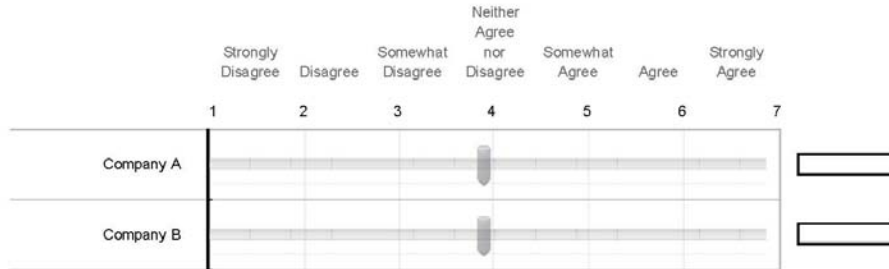 Strongly Disagree
Disagree
Somewhat Disagree
Neither Agree nor Disagree
Somewhat Agree
Agree
Strongly Agree
1 2 3 4 5 6 7
Company A
Company B